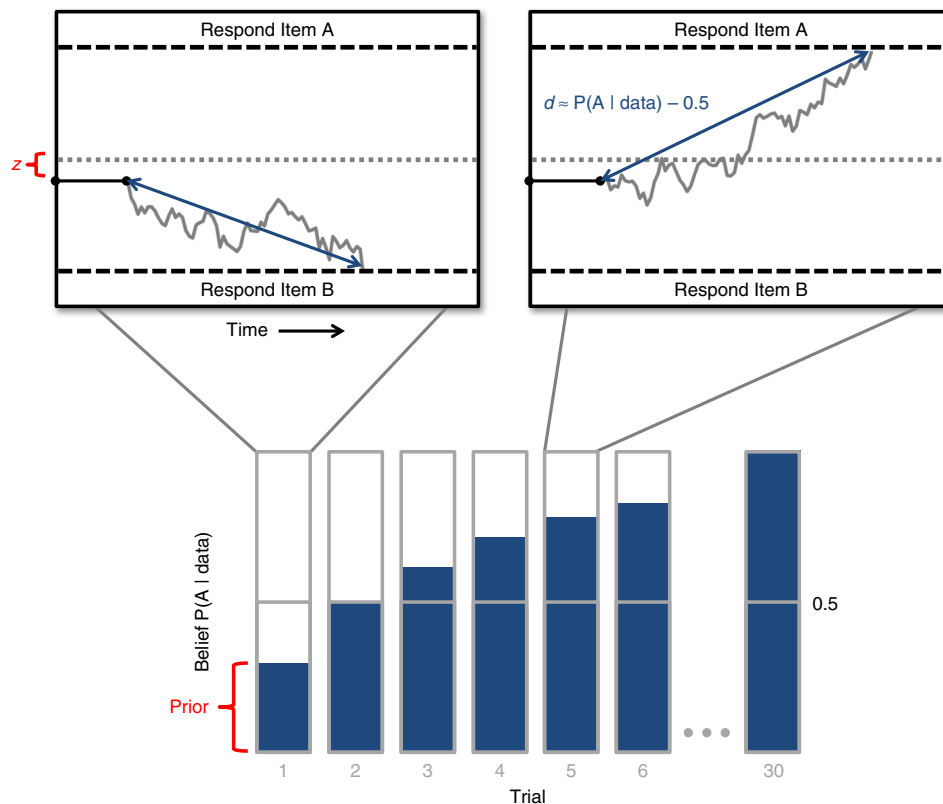 Respond Item A
Respond Item A
d ≈ P(A | data) – 0.5
z
Respond Item B
Respond Item B
Time
Belief P(A | data)
0.5
Prior
1 2 3 4 5 6 30
Trial